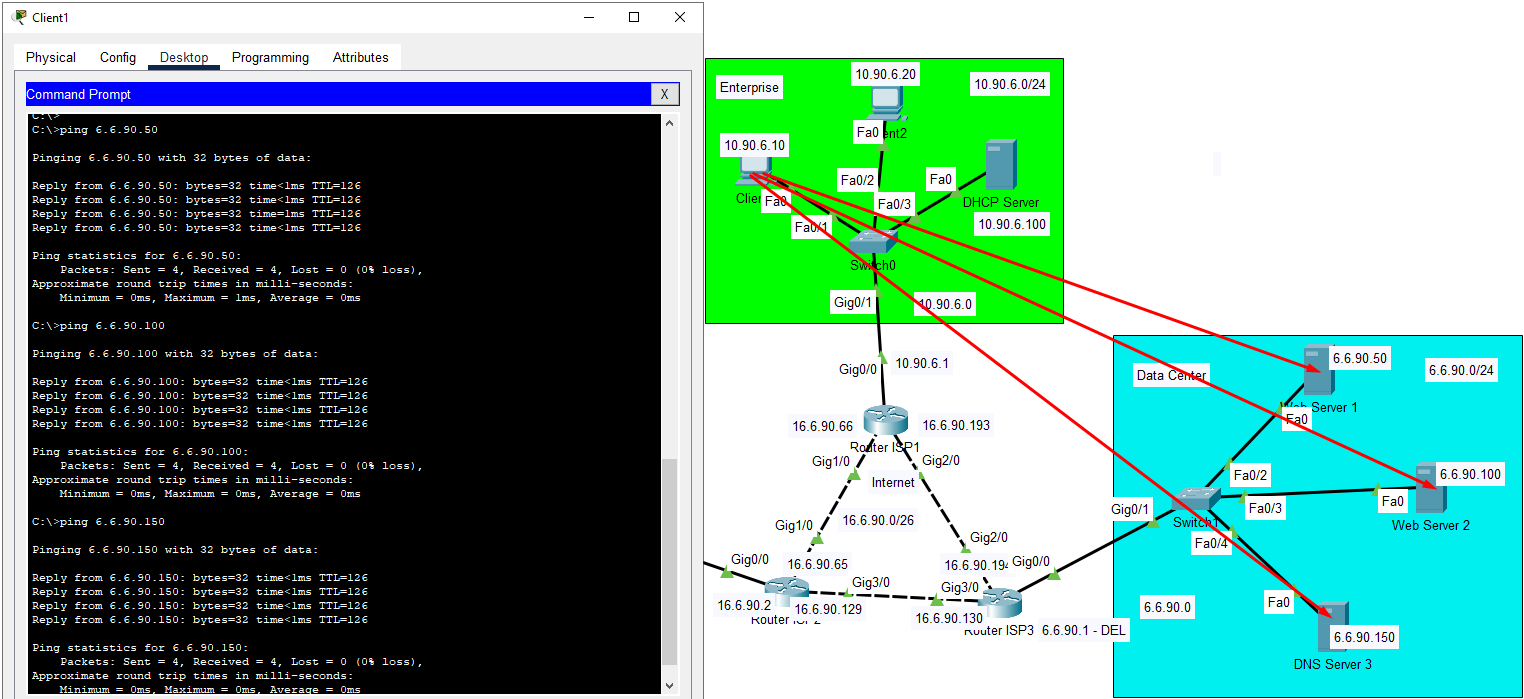 Client1
Physical Config Desktop Programming Attributes
Command Prompt X
C:\>
C:\>ping 6.6.90.50
Pinging 6.6.90.50 with 32 bytes of data:
Reply from 6.6.90.50: bytes=32 time<1ms TTL=126
Reply from 6.6.90.50: bytes=32 time<1ms TTL=126
Reply from 6.6.90.50: bytes=32 time=1ms TTL=126
Reply from 6.6.90.50: bytes=32 time<1ms TTL=126
Ping statistics for 6.6.90.50:
Packets: Sent = 4, Received = 4, Lost = 0 (0% loss),
Approximate round trip times in milli-seconds:
Minimum = 0ms, Maximum = 1ms, Average = 0ms
C:\>ping 6.6.90.100
Pinging 6.6.90.100 with 32 bytes of data:
Reply from 6.6.90.100: bytes=32 time<1ms TTL=126
Reply from 6.6.90.100: bytes=32 time<1ms TTL=126
Reply from 6.6.90.100: bytes=32 time<1ms TTL=126
Reply from 6.6.90.100: bytes=32 time<1ms TTL=126
Ping statistics for 6.6.90.100:
Packets: Sent = 4, Received = 4, Lost = 0 (0% loss),
Approximate round trip times in milli-seconds:
Minimum = 0ms, Maximum = 0ms, Average = 0ms
C:\>ping 6.6.90.150
Pinging 6.6.90.150 with 32 bytes of data:
Reply from 6.6.90.150: bytes=32 time<1ms TTL=126
Reply from 6.6.90.150: bytes=32 time<1ms TTL=126
Reply from 6.6.90.150: bytes=32 time<1ms TTL=126
Reply from 6.6.90.150: bytes=32 time<1ms TTL=126
Ping statistics for 6.6.90.150:
Packets: Sent = 4, Received = 4, Lost = 0 (0% loss),
Approximate round trip times in milli-seconds:
Minimum = 0ms, Maximum = 0ms, Average = 0ms
Enterprise
10.90.6.20
10.90.6.0/24
Fa0
10.90.6.10
Fa0/2
Fa0
Fa0
Fa0/3
DHCP Server
Fa0/1
10.90.6.100
Switch0
Gig0/1
10.90.6.0
Gig0/0
10.90.6.1
16.6.90.66
16.6.90.193
Router ISP1
Gig1/0
Gig2/0
Internet
16.6.90.0/26
Gig1/0
Gig2/0
Gig0/0
16.6.90.65
16.6.90.194
Gig0/0
Gig3/0
Gig3/0
16.6.90.2
16.6.90.129
16.6.90.130
Router ISP2
Router ISP3
6.6.90.1 - DEL
Data Center
6.6.90.50
6.6.90.0/24
Web Server 1
Fa0
Fa0/2
6.6.90.100
Gig0/1
Switch1
Fa0/3
Fa0
Web Server 2
Fa0/4
6.6.90.0
Fa0
6.6.90.150
DNS Server 3